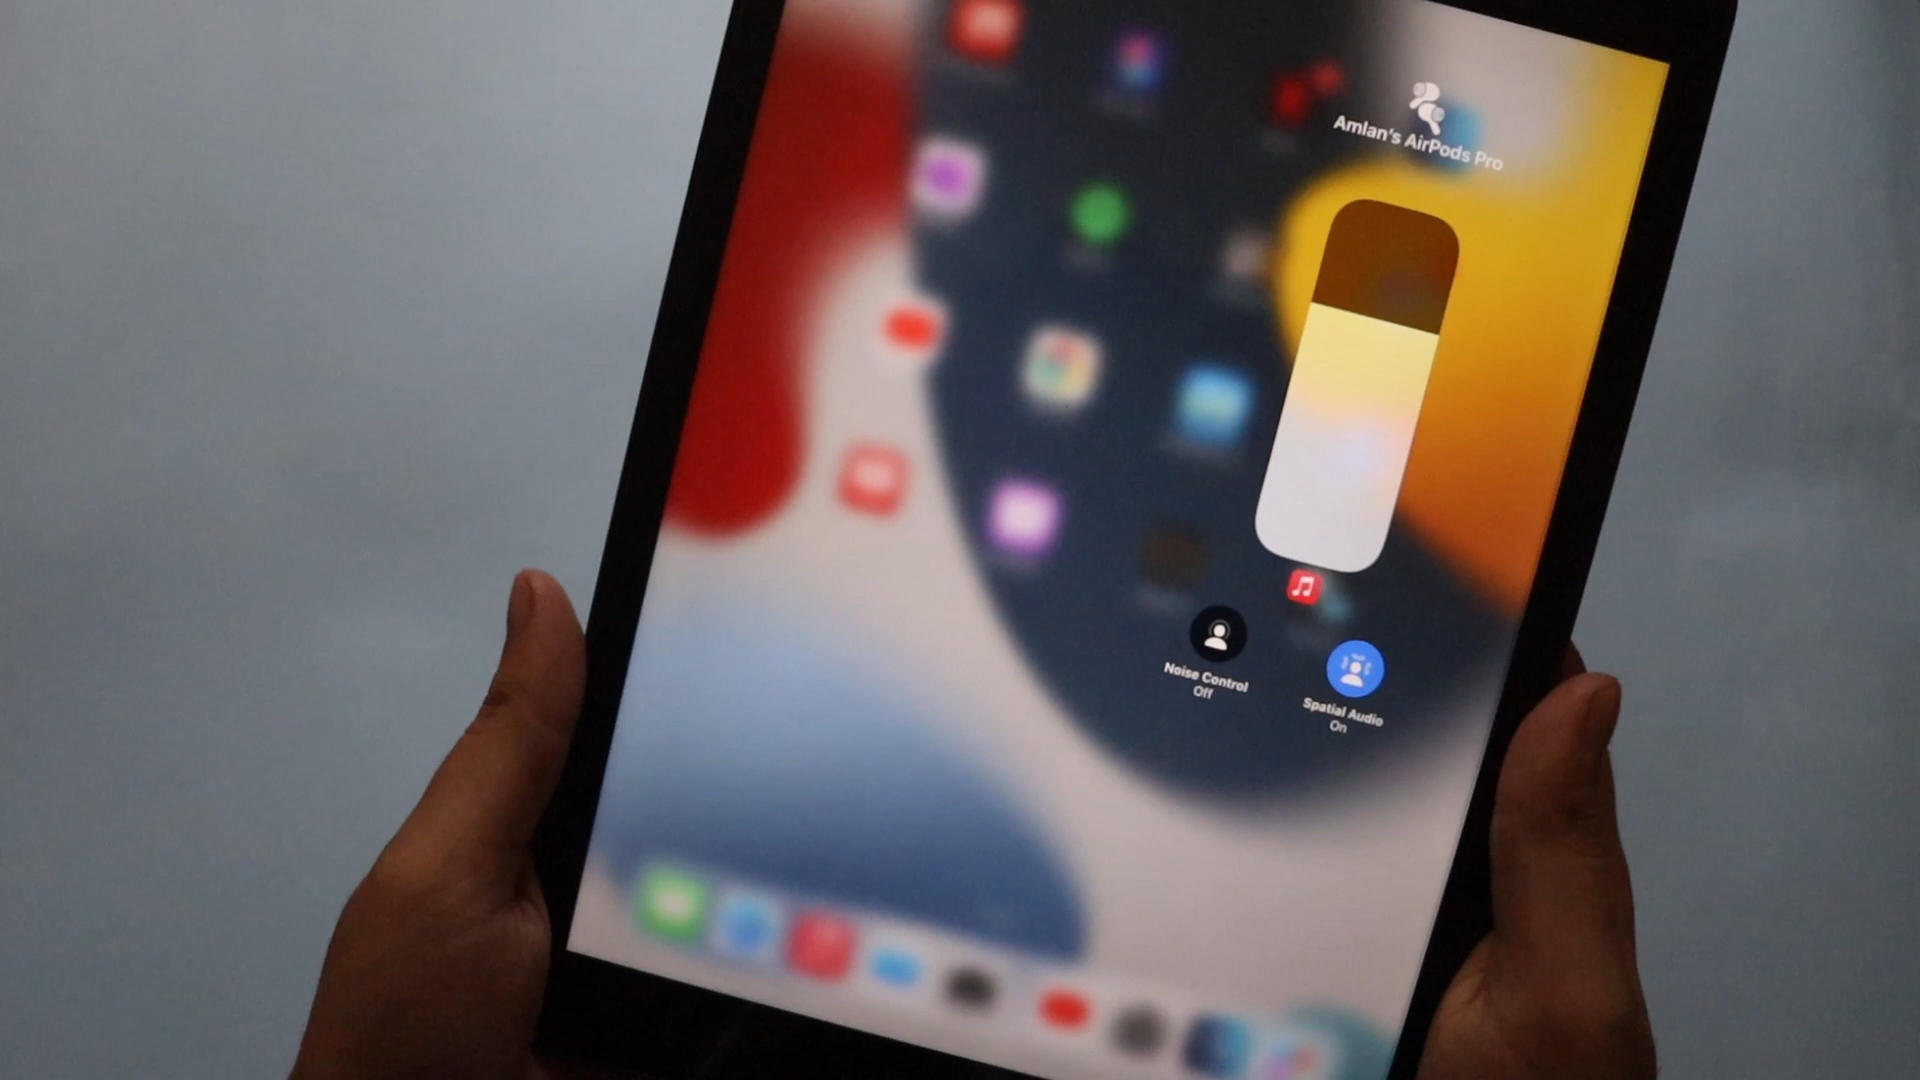 Amlan's AirPods Pro
Noise Control
Off
Spatial Audio
On